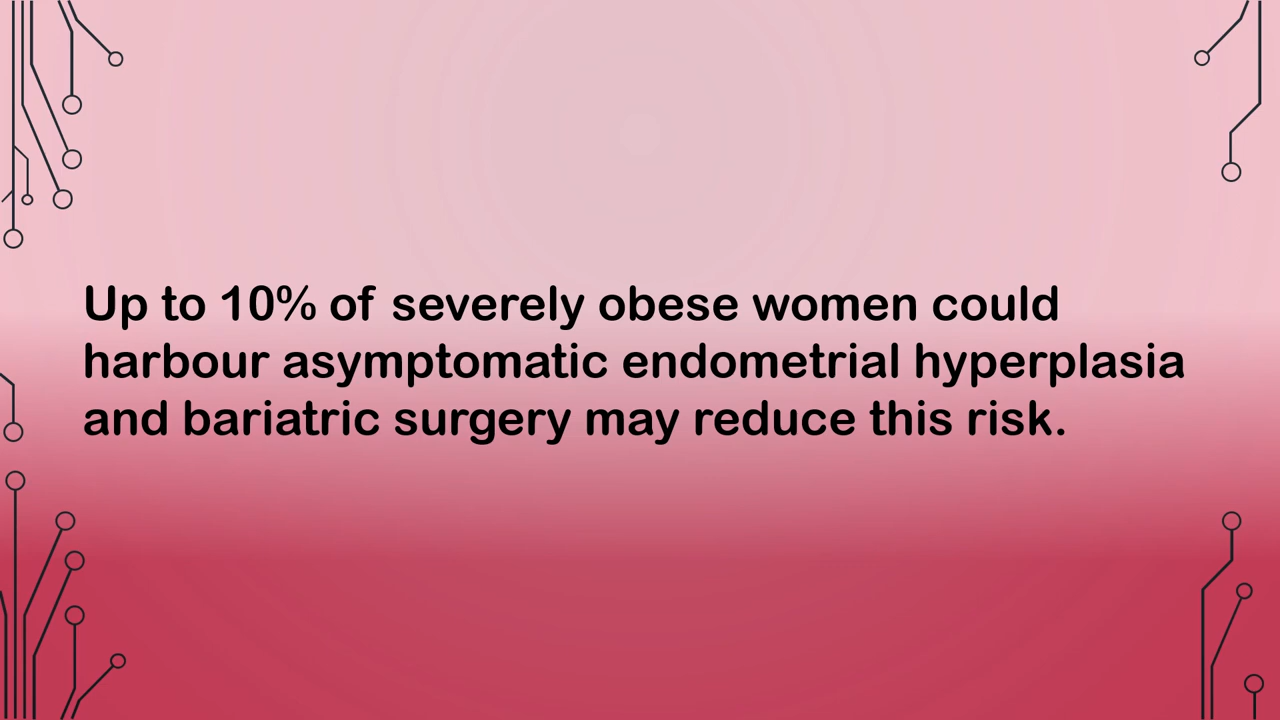 Up to 10% of severely obese women could
harbour asymptomatic endometrial hyperplasia
and bariatric surgery may reduce this risk.